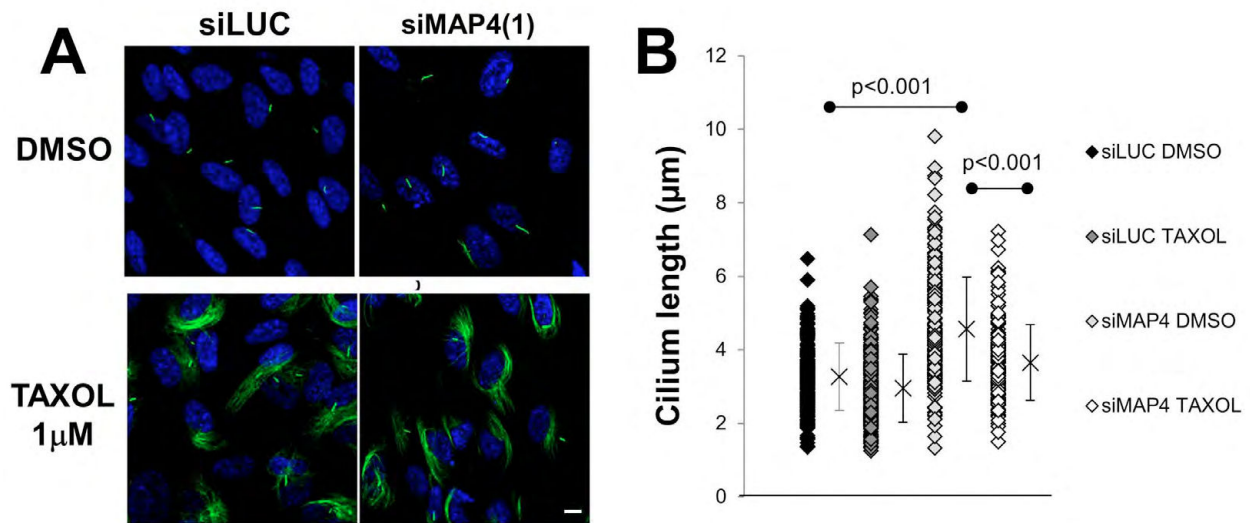 A
siLUC
siMAP4(1)
DMSO
TAXOL
1μM
B
Cilium length (μm)
12
10
8
6
4
2
0
p<0.001
p<0.001
siLUC DMSO
siLUC TAXOL
siMAP4 DMSO
siMAP4 TAXOL